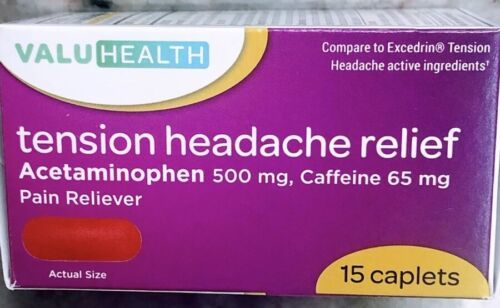 VALUHEALTH
Compare to Excedrin® Tension
Headache active ingredients†
tension headache relief
Acetaminophen 500 mg, Caffeine 65 mg
Pain Reliever
Actual Size
15 caplets